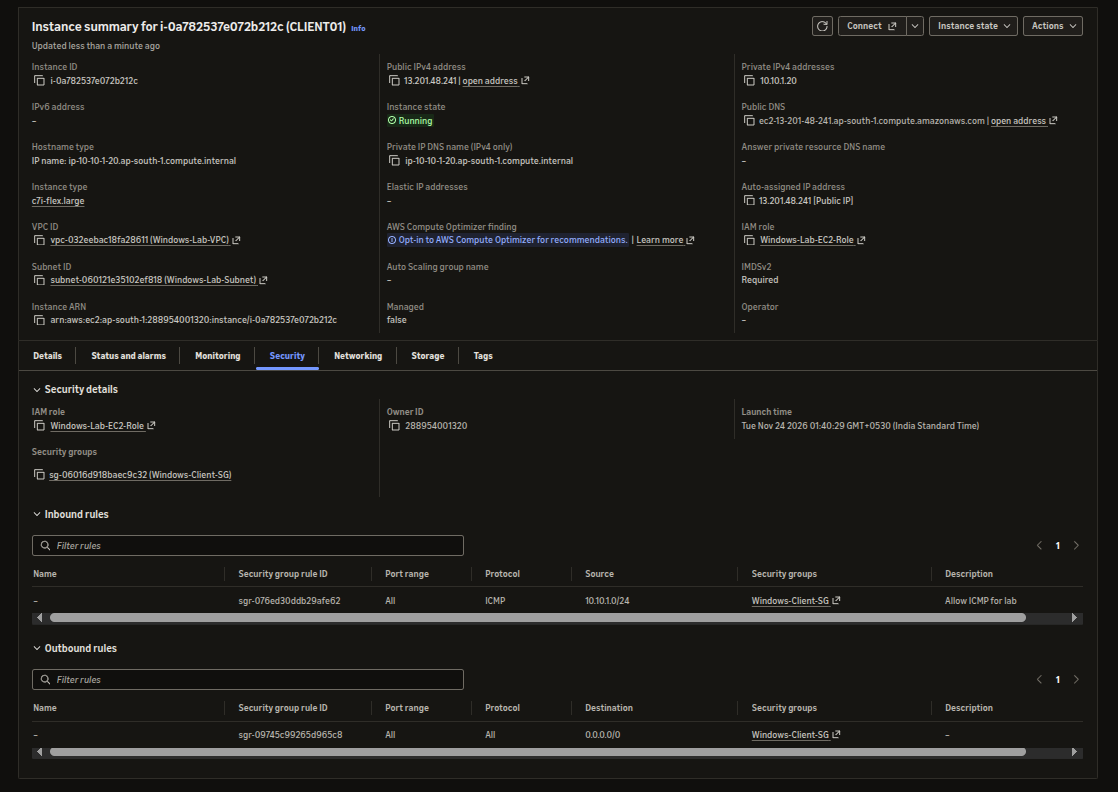 Instance summary for i-0a782537e072b212c (CLIENT01) Info
Connect
Instance state
Actions
Updated less than a minute ago
Instance ID
i-0a782537e072b212c
Public IPv4 address
13.201.48.241 | open address
Private IPv4 addresses
10.10.1.20
IPv6 address
–
Instance state
Running
Public DNS
ec2-13-201-48-241.ap-south-1.compute.amazonaws.com | open address
Hostname type
IP name: ip-10-10-1-20.ap-south-1.compute.internal
Private IP DNS name (IPv4 only)
ip-10-10-1-20.ap-south-1.compute.internal
Answer private resource DNS name
–
Instance type
c7i-flex.large
Elastic IP addresses
–
Auto-assigned IP address
13.201.48.241 [Public IP]
VPC ID
vpc-032eebac18fa28611 (Windows-Lab-VPC)
AWS Compute Optimizer finding
Opt-in to AWS Compute Optimizer for recommendations. | Learn more
IAM role
Windows-Lab-EC2-Role
Subnet ID
subnet-060121e35102ef818 (Windows-Lab-Subnet)
Auto Scaling group name
–
IMDSv2
Required
Instance ARN
arn:aws:ec2:ap-south-1:288954001320:instance/i-0a782537e072b212c
Managed
false
Operator
–
Details
Status and alarms
Monitoring
Security
Networking
Storage
Tags
Security details
IAM role
Windows-Lab-EC2-Role
Owner ID
288954001320
Launch time
Tue Nov 24 2026 01:40:29 GMT+0530 (India Standard Time)
Security groups
sg-06016d918baec9c32 (Windows-Client-SG)
Inbound rules
Filter rules
1
Name Security group rule ID Port range Protocol Source Security groups Description
– sgr-076ed30ddb29afe62 All ICMP 10.10.1.0/24 Windows-Client-SG Allow ICMP for lab
Outbound rules
Filter rules
1
Name Security group rule ID Port range Protocol Destination Security groups Description
– sgr-09745c99265d965c8 All All 0.0.0.0/0 Windows-Client-SG –